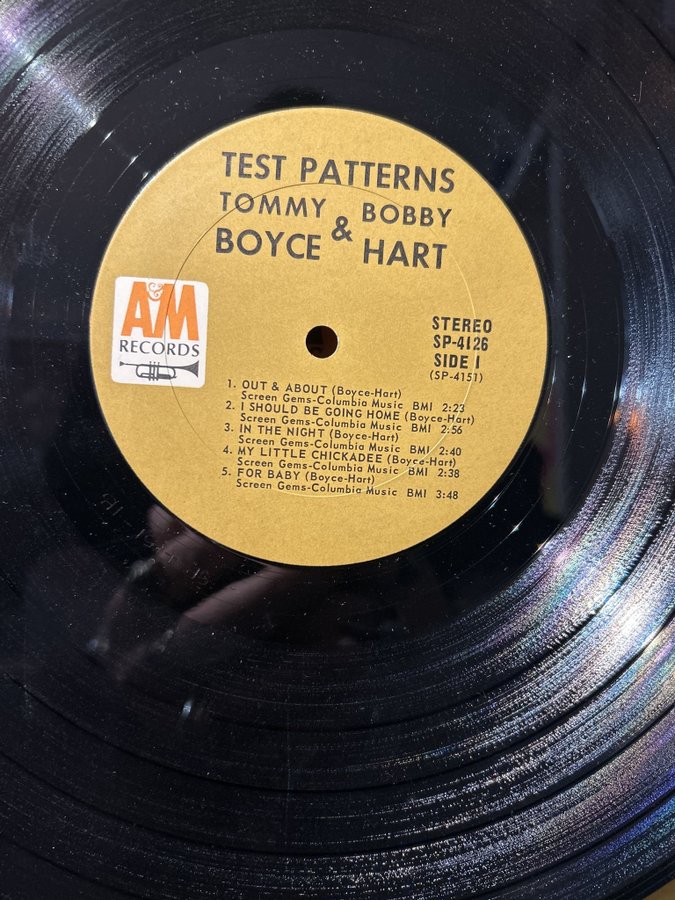 TEST PATTERNS
TOMMY BOBBY
&
BOYCE HART
A&M
RECORDS
STEREO
SP-4126
SIDE 1
(SP-4151)
1. OUT & ABOUT (Boyce-Hart)
Screen Gems-Columbia Music BMI 2:23
2. I SHOULD BE GOING HOME (Boyce-Hart)
Screen Gems-Columbia Music BMI 2:56
3. IN THE NIGHT (Boyce-Hart)
Screen Gems-Columbia Music BMI 2:40
4. MY LITTLE CHICKADEE (Boyce-Hart)
Screen Gems-Columbia Music BMI 2:38
5. FOR BABY (Boyce-Hart)
Screen Gems-Columbia Music BMI 3:48